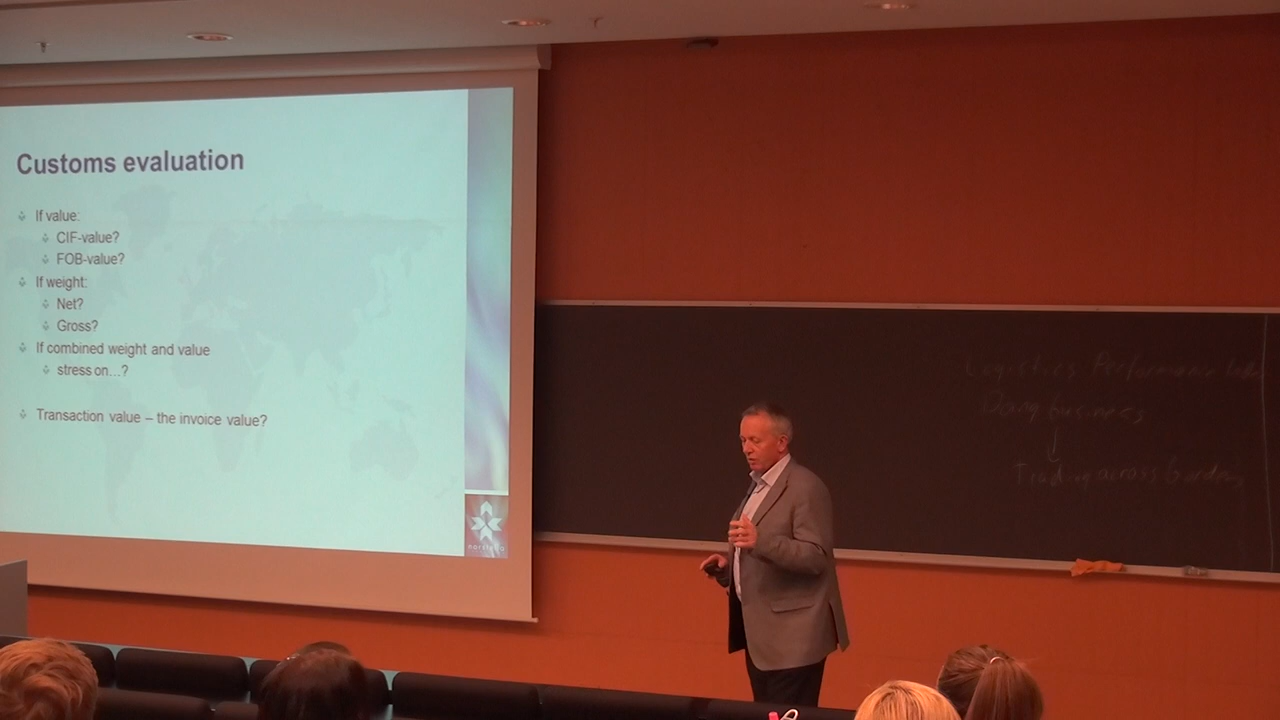 Customs evaluation
If value:
CIF-value?
FOB-value?
If weight:
Net?
Gross?
If combined weight and value
stress on...?
Transaction value – the invoice value?
norstella
Logistics Performance
Doing business
↓
Trading across borders